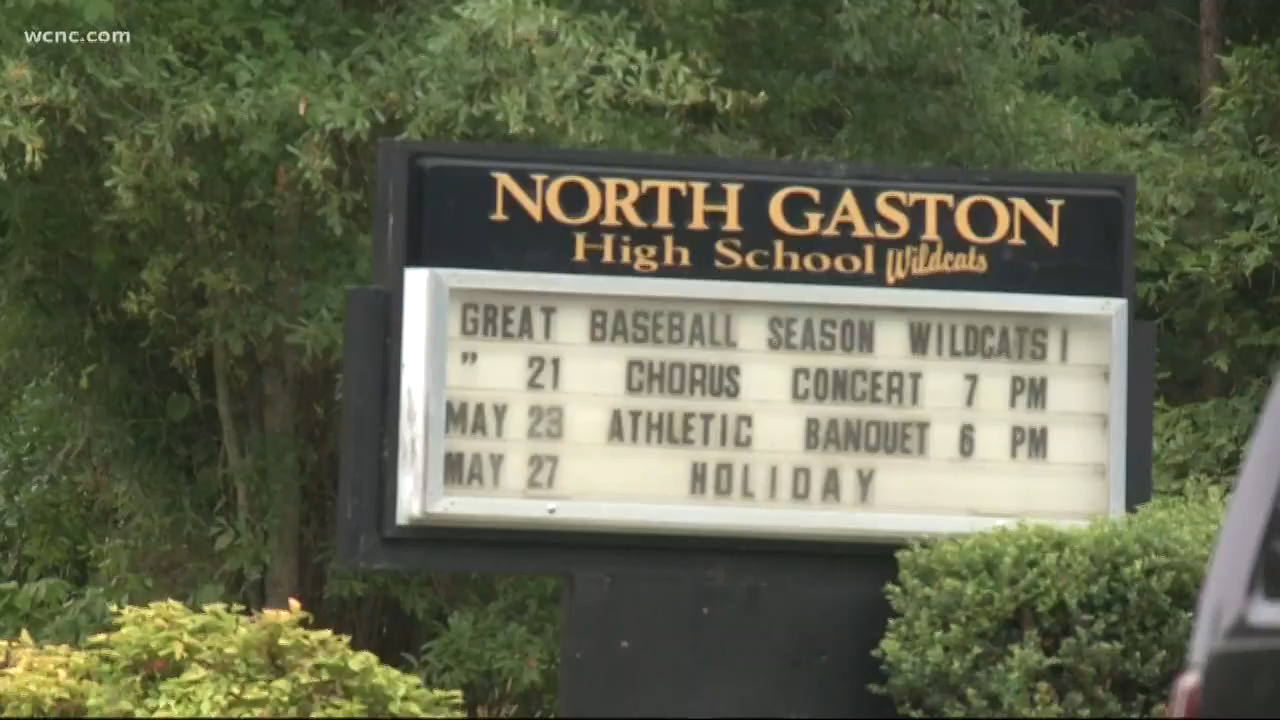 wcnc.com
NORTH GASTON
High School Wildcats
GREAT BASEBALL SEASON WILDCATS !
" 21 CHORUS CONCERT 7 PM
MAY 23 ATHLETIC BANQUET 6 PM
MAY 27 HOLIDAY